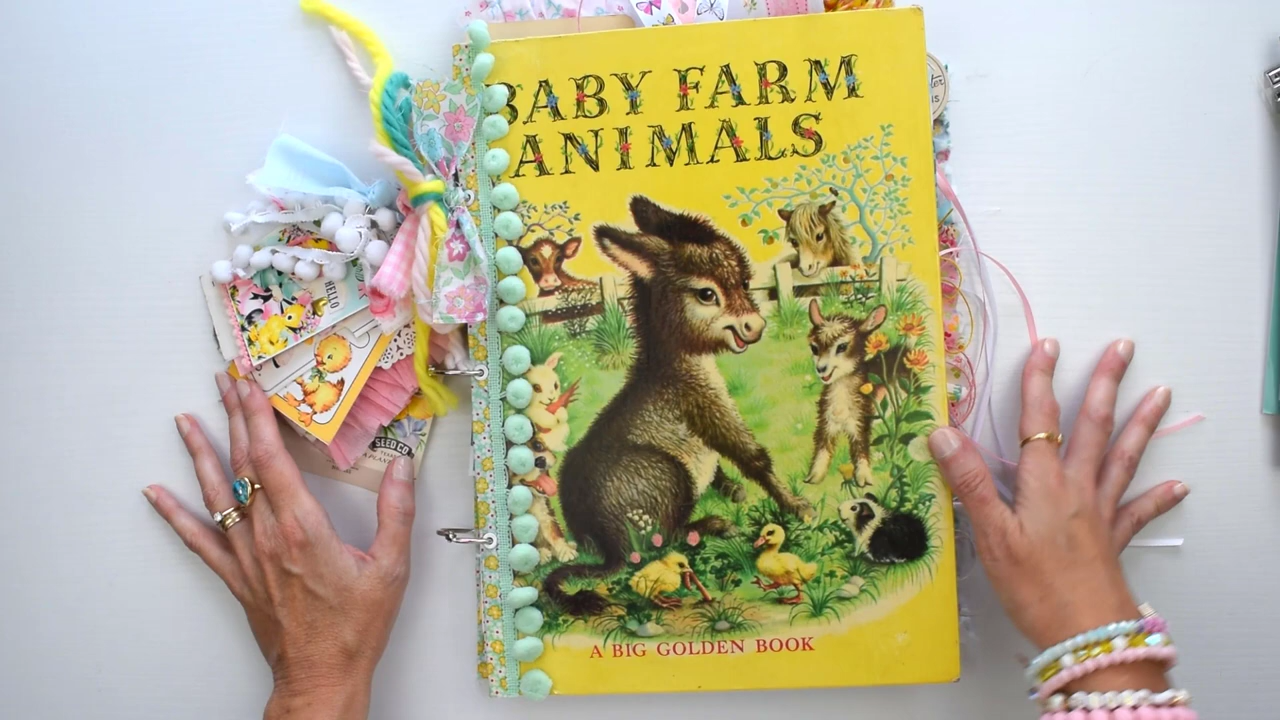 BABY FARM
ANIMALS
HELLO
SEED CO
A BIG GOLDEN BOOK